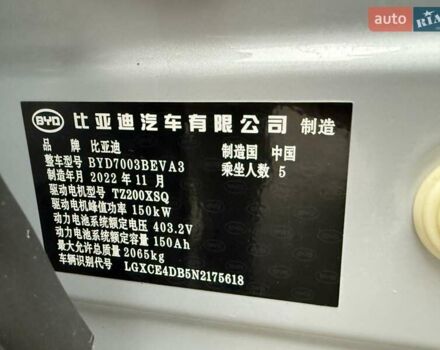 auto RIA
BYD 比亚迪汽车有限公司 制造
品 牌 比亚迪 制造国 中国
整车型号 BYD7003BEVA3 乘坐人数 5
制造年月 2022 年 11 月
驱动电机型号 TZ200XSQ
驱动电机峰值功率 150kW
动力电池系统额定电压 403.2V
动力电池系统额定容量 150Ah
最大允许总质量 2065kg
车辆识别代号 LGXCE4DB5N2175618